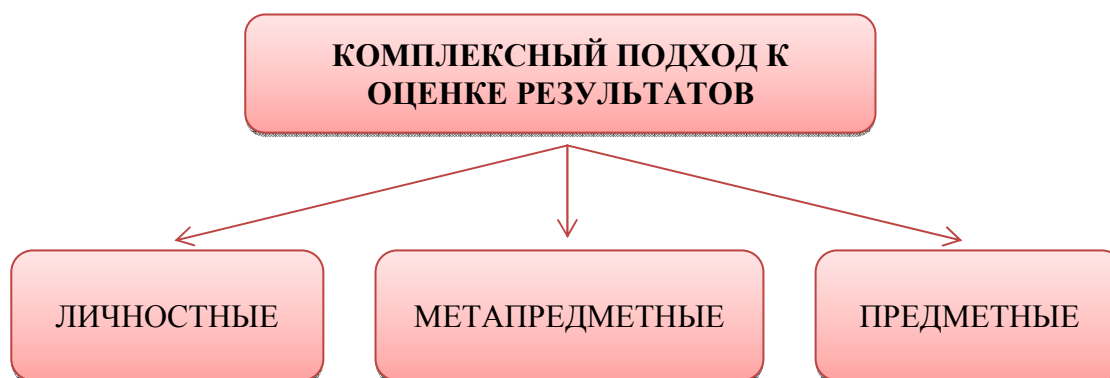 КОМПЛЕКСНЫЙ ПОДХОД К
ОЦЕНКЕ РЕЗУЛЬТАТОВ
ЛИЧНОСТНЫЕ
МЕТАПРЕДМЕТНЫЕ
ПРЕДМЕТНЫЕ